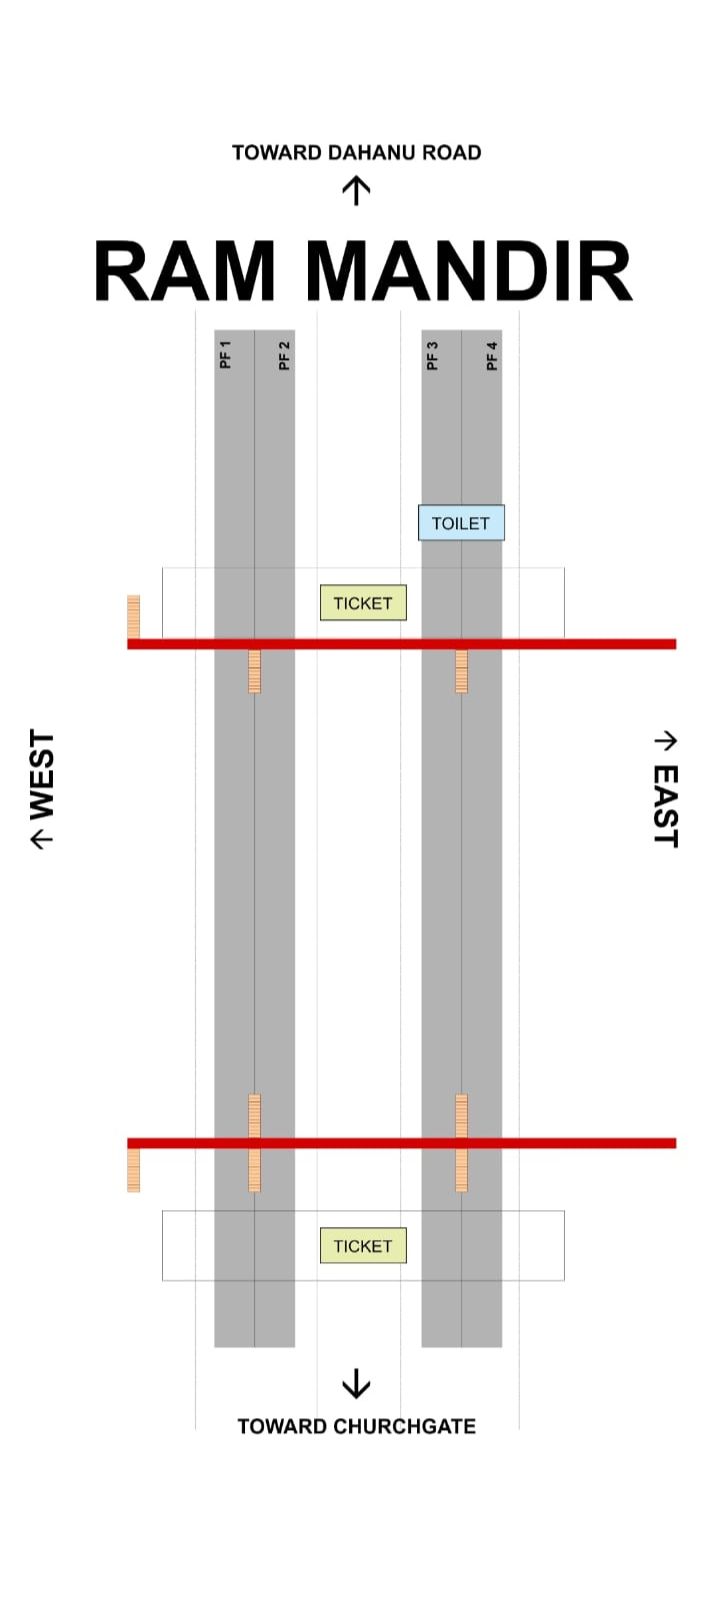 TOWARD DAHANU ROAD
↑
RAM MANDIR
PF 1
PF 2
PF 3
PF 4
TOILET
TICKET
↑ WEST
↑ EAST
TICKET
↓
TOWARD CHURCHGATE